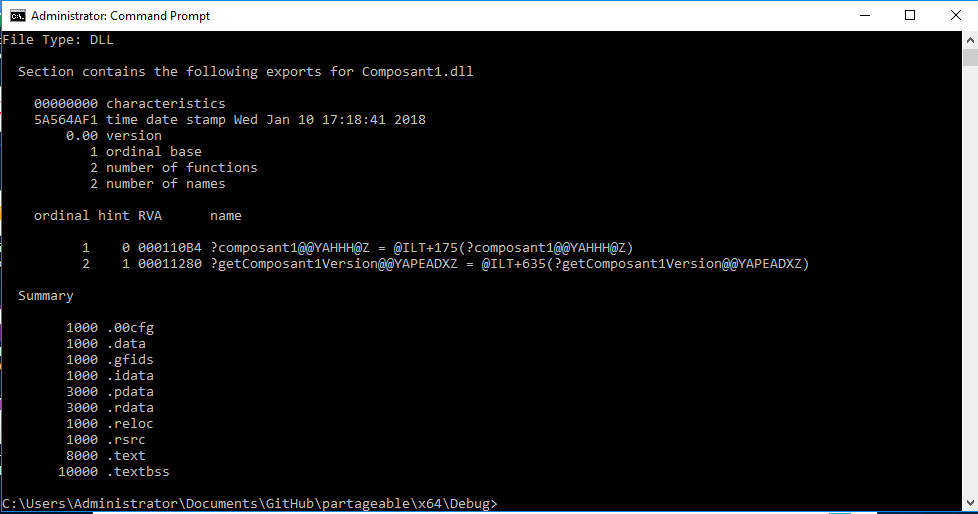 Administrator: Command Prompt
File Type: DLL
Section contains the following exports for Composant1.dll
00000000 characteristics
5A564AF1 time date stamp Wed Jan 10 17:18:41 2018
0.00 version
1 ordinal base
2 number of functions
2 number of names
ordinal hint RVA name
1 0 000110B4 ?composant1@@YAHHH@Z = @ILT+175(?composant1@@YAHHH@Z)
2 1 00011280 ?getComposant1Version@@YAPEADXZ = @ILT+635(?getComposant1Version@@YAPEADXZ)
Summary
1000 .00cfg
1000 .data
1000 .gfids
1000 .idata
3000 .pdata
3000 .rdata
1000 .reloc
1000 .rsrc
8000 .text
10000 .textbss
C:\Users\Administrator\Documents\GitHub\partageable\x64\Debug>